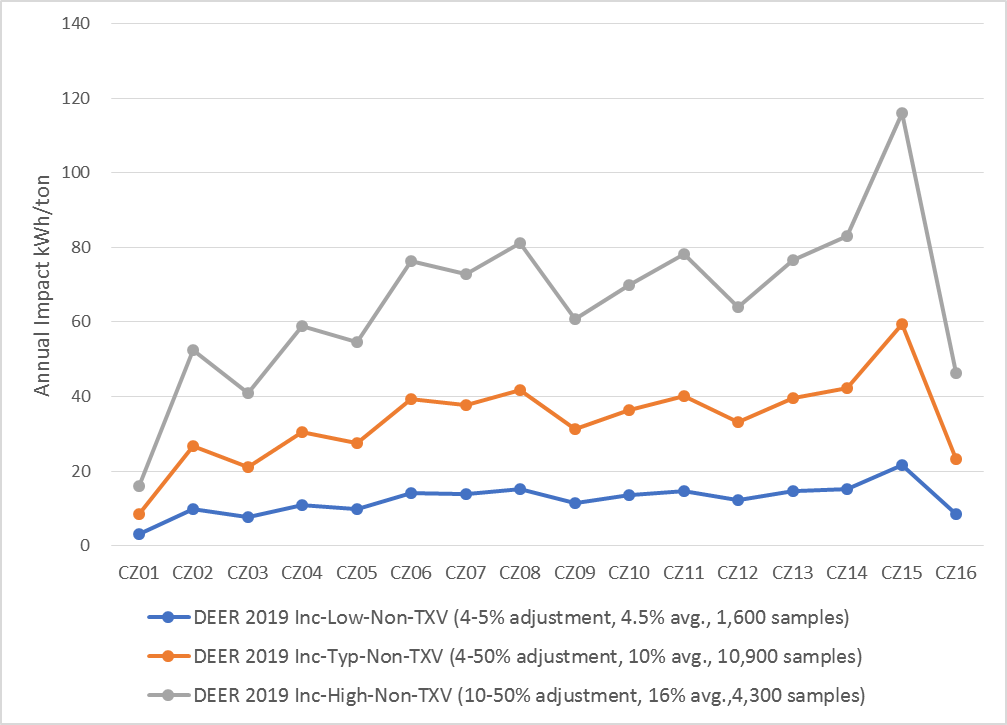 140
120
100
80
60
40
20
0
Annual Impact kWh/ton
CZ01 CZ02 CZ03 CZ04 CZ05 CZ06 CZ07 CZ08 CZ09 CZ10 CZ11 CZ12 CZ13 CZ14 CZ15 CZ16
DEER 2019 Inc-Low-Non-TXV (4-5% adjustment, 4.5% avg., 1,600 samples)
DEER 2019 Inc-Typ-Non-TXV (4-50% adjustment, 10% avg., 10,900 samples)
DEER 2019 Inc-High-Non-TXV (10-50% adjustment, 16% avg.,4,300 samples)